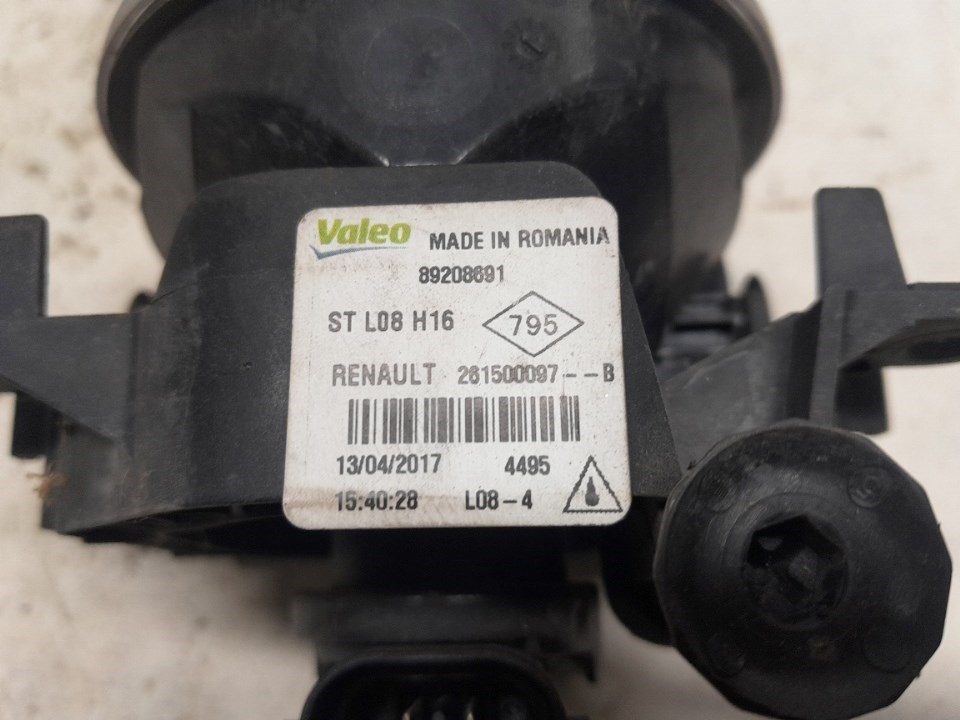 Valeo MADE IN ROMANIA
89208691
ST L08 H16 795
RENAULT 261500097--B
13/04/2017 4495
15:40:28 L08-4